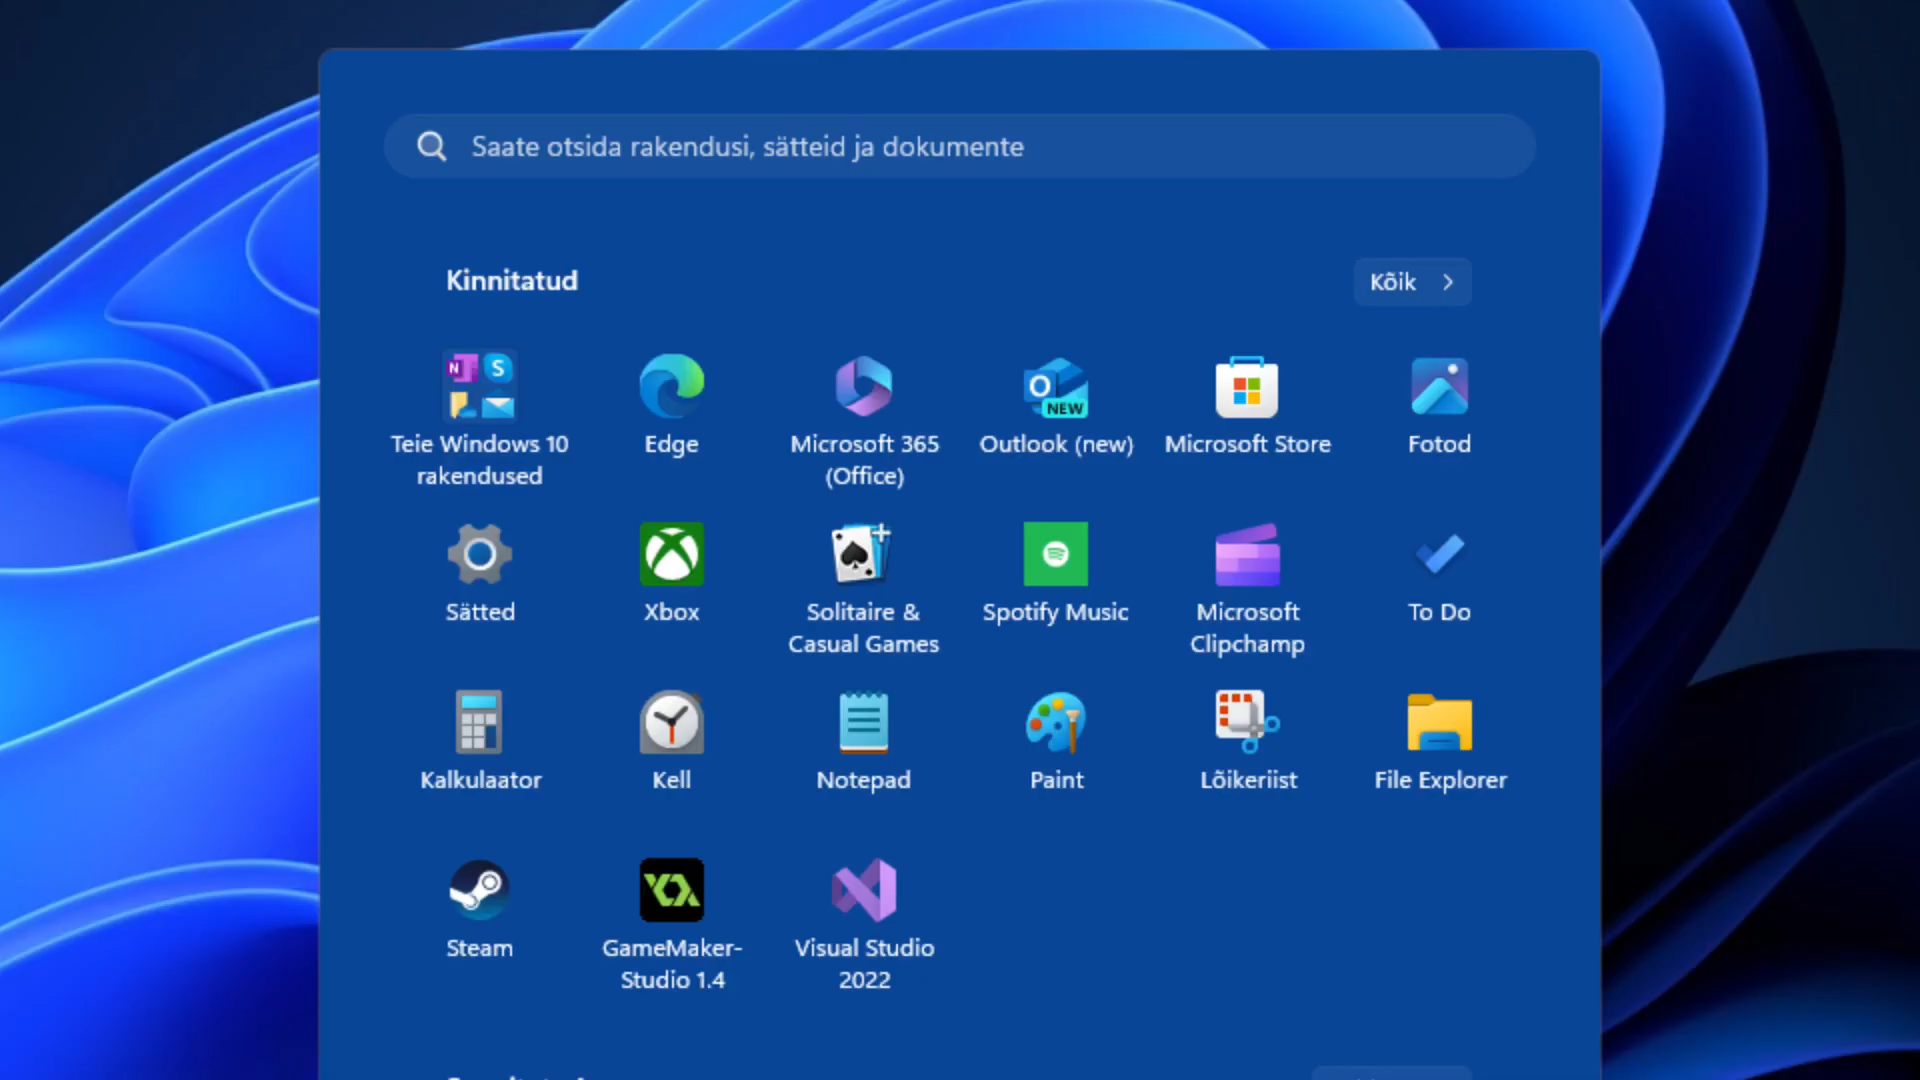 Saate otsida rakendusi, sätteid ja dokumente
Kinnitatud
Kõik
N
S
O
NEW
Teie Windows 10
rakendused
Edge
Microsoft 365
(Office)
Outlook (new)
Microsoft Store
Fotod
Sätted
Xbox
Solitaire &
Casual Games
Spotify Music
Microsoft
Clipchamp
To Do
Kalkulaator
Kell
Notepad
Paint
Lõikeriist
File Explorer
Steam
GameMaker-
Studio 1.4
Visual Studio
2022